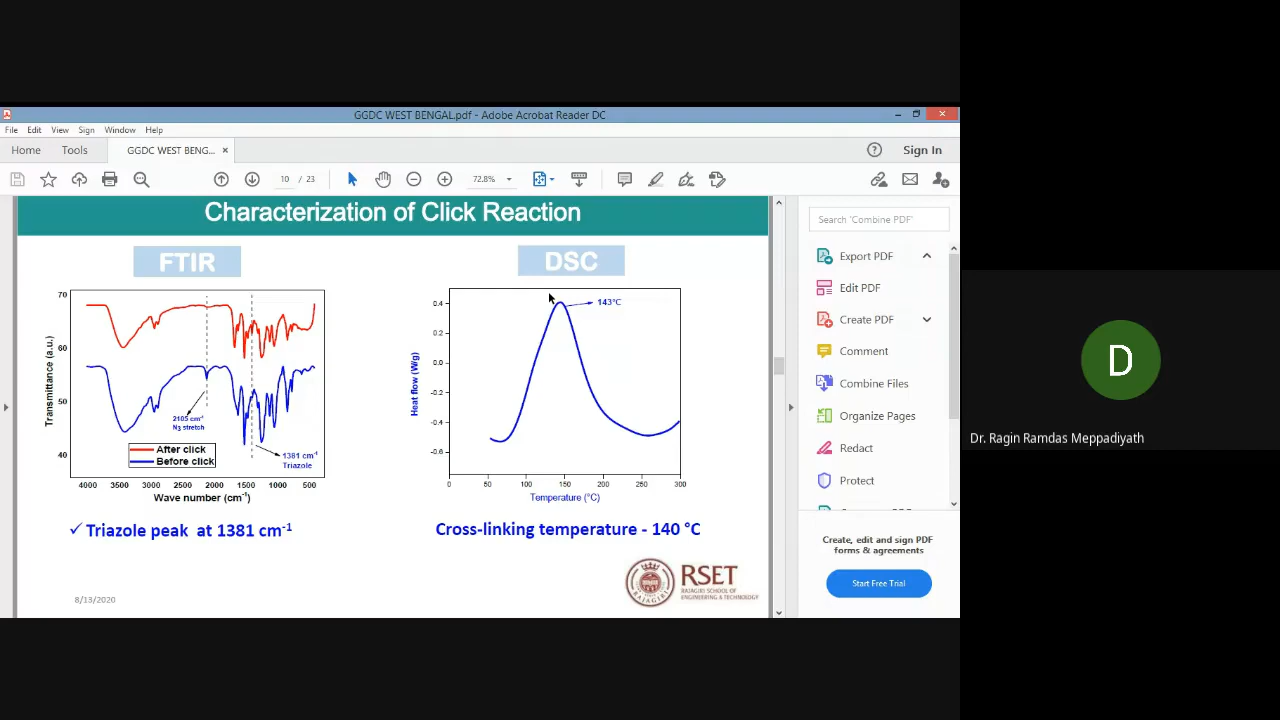 GGDC WEST BENGAL.pdf - Adobe Acrobat Reader DC
File Edit View Sign Window Help
Home Tools GGDC WEST BENG... × Sign In
10 / 23 72.8%
Characterization of Click Reaction
FTIR
70
60
50
40
Transmittance (a.u.)
2105 cm-1
N3 stretch
After click
Before click
1381 cm-1
Triazole
4000 3500 3000 2500 2000 1500 1000 500
Wave number (cm-1)
✓ Triazole peak at 1381 cm-1
DSC
0.4
0.2
0.0
-0.2
-0.4
-0.6
Heat flow (W/g)
143°C
0 50 100 150 200 250 300
Temperature (°C)
Cross-linking temperature - 140 °C
8/13/2020
RAJAGIRI
RSET
RAJAGIRI SCHOOL OF
ENGINEERING & TECHNOLOGY
Search 'Combine PDF'
Export PDF
Edit PDF
Create PDF
Comment
Combine Files
Organize Pages
Redact
Protect
Create, edit and sign PDF
forms & agreements
Start Free Trial
D
Dr. Ragin Ramdas Meppadiyath